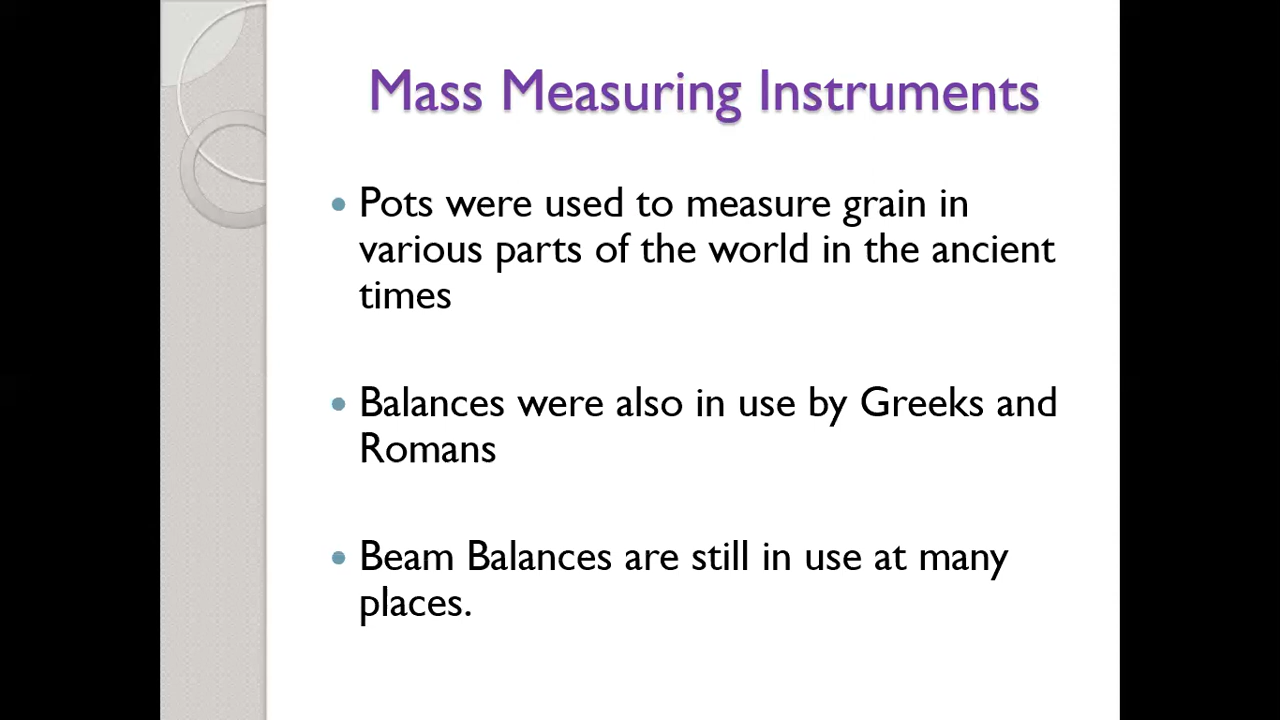 Mass Measuring Instruments
• Pots were used to measure grain in
various parts of the world in the ancient
times
• Balances were also in use by Greeks and
Romans
• Beam Balances are still in use at many
places.